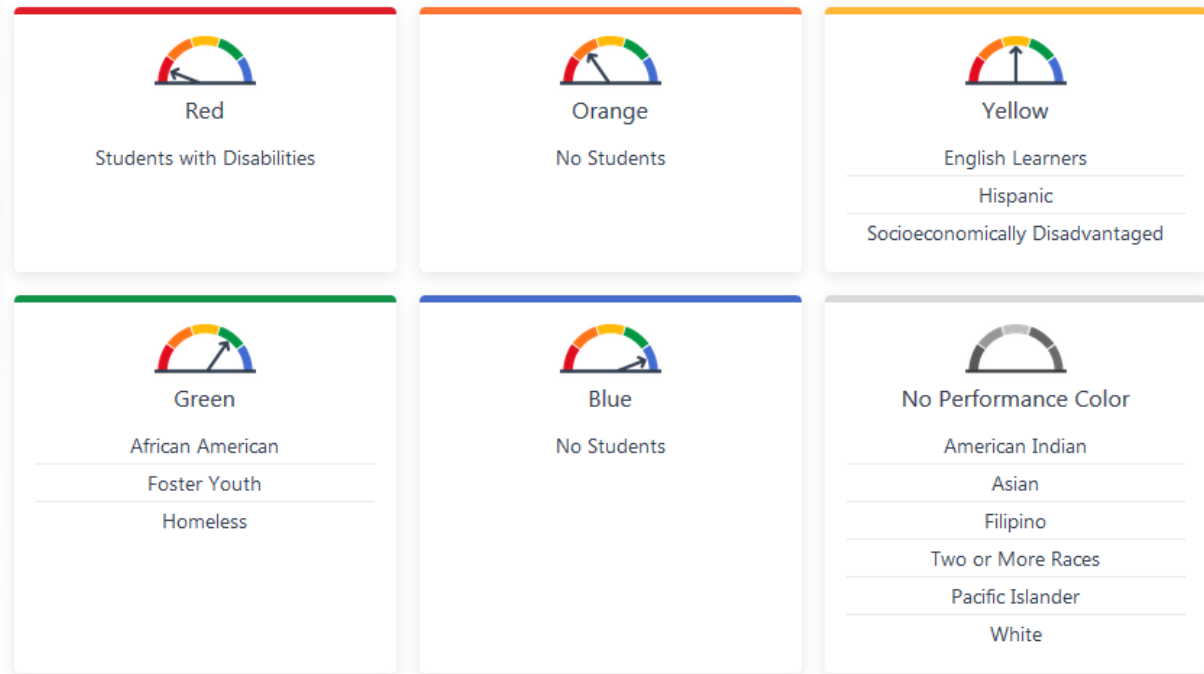 Red
Students with Disabilities
Orange
No Students
Yellow
English Learners
Hispanic
Socioeconomically Disadvantaged
Green
African American
Foster Youth
Homeless
Blue
No Students
No Performance Color
American Indian
Asian
Filipino
Two or More Races
Pacific Islander
White